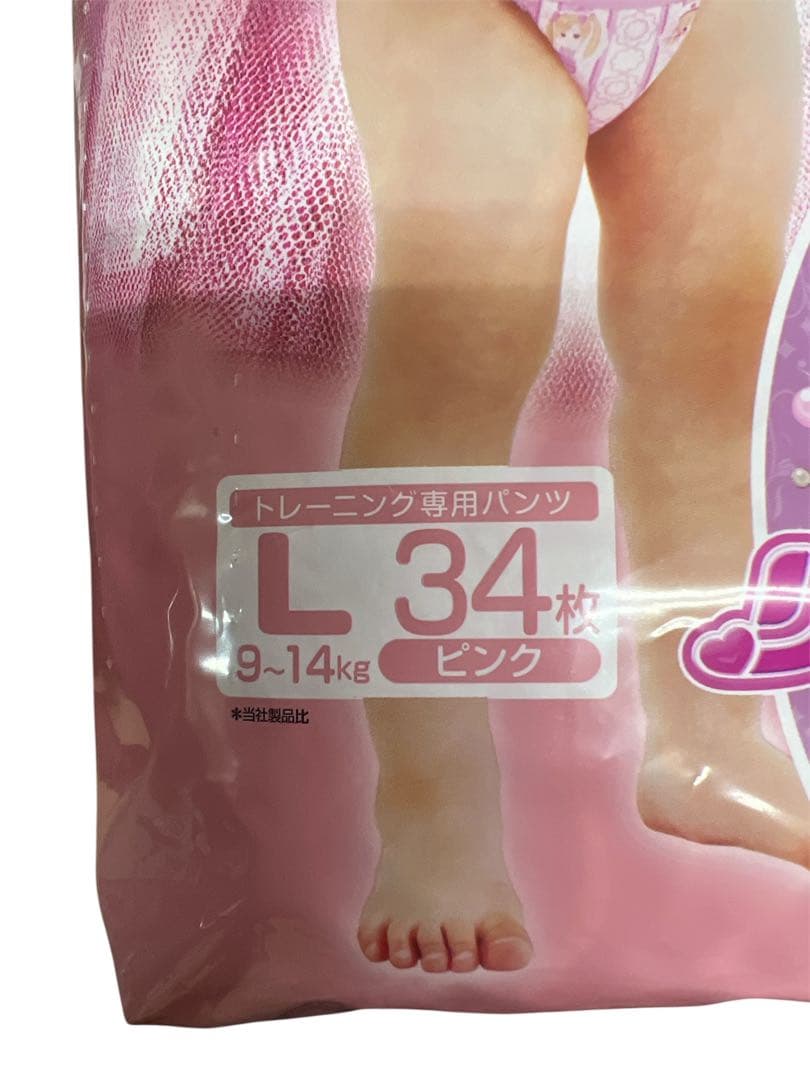 トレーニング専用パンツ
L 34枚
9~14kg ピンク
*当社製品比